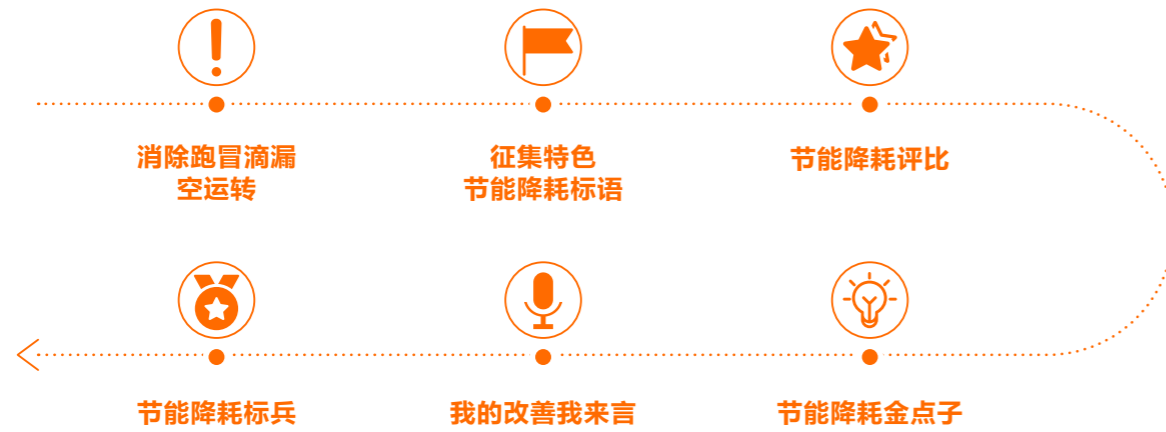 消除跑冒滴漏
空运转
征集特色
节能降耗标语
节能降耗评比
节能降耗金点子
我的改善我来言
节能降耗标兵